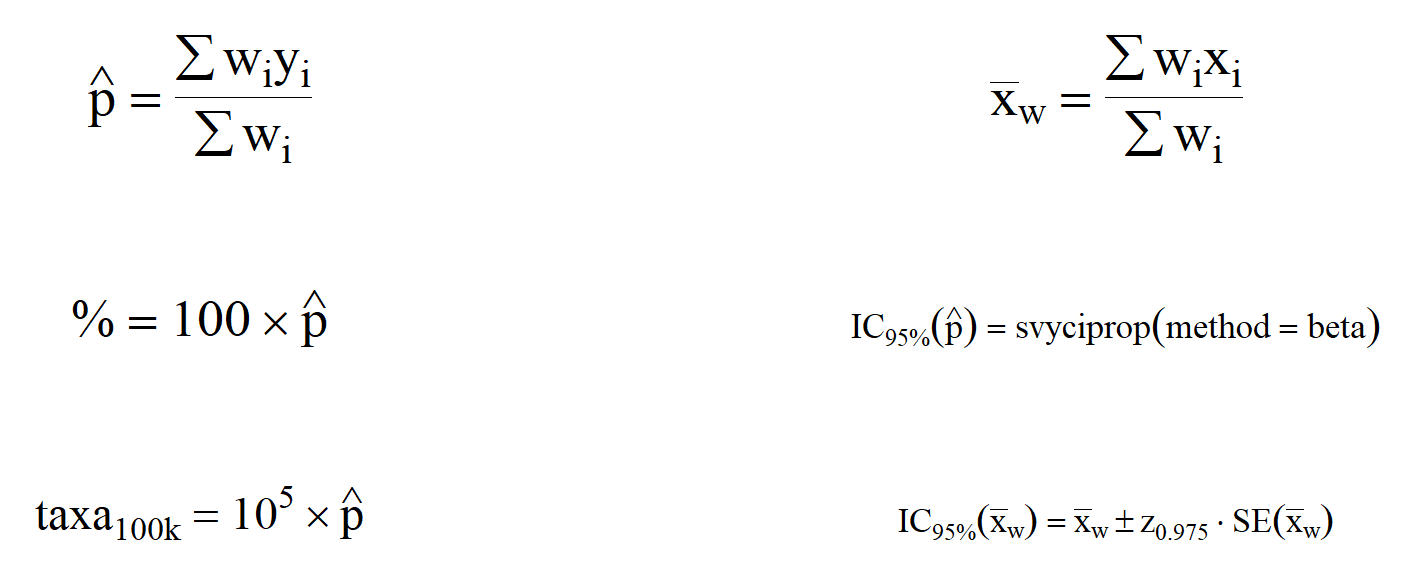 p̂ = ∑ wᵢyᵢ / ∑ wᵢ
x̄w = ∑ wᵢxᵢ / ∑ wᵢ
% = 100 × p̂
IC95%(p̂) = svyciprop(method = beta)
taxa100k = 10⁵ × p̂
IC95%(x̄w) = x̄w ± z0.975 · SE(x̄w)